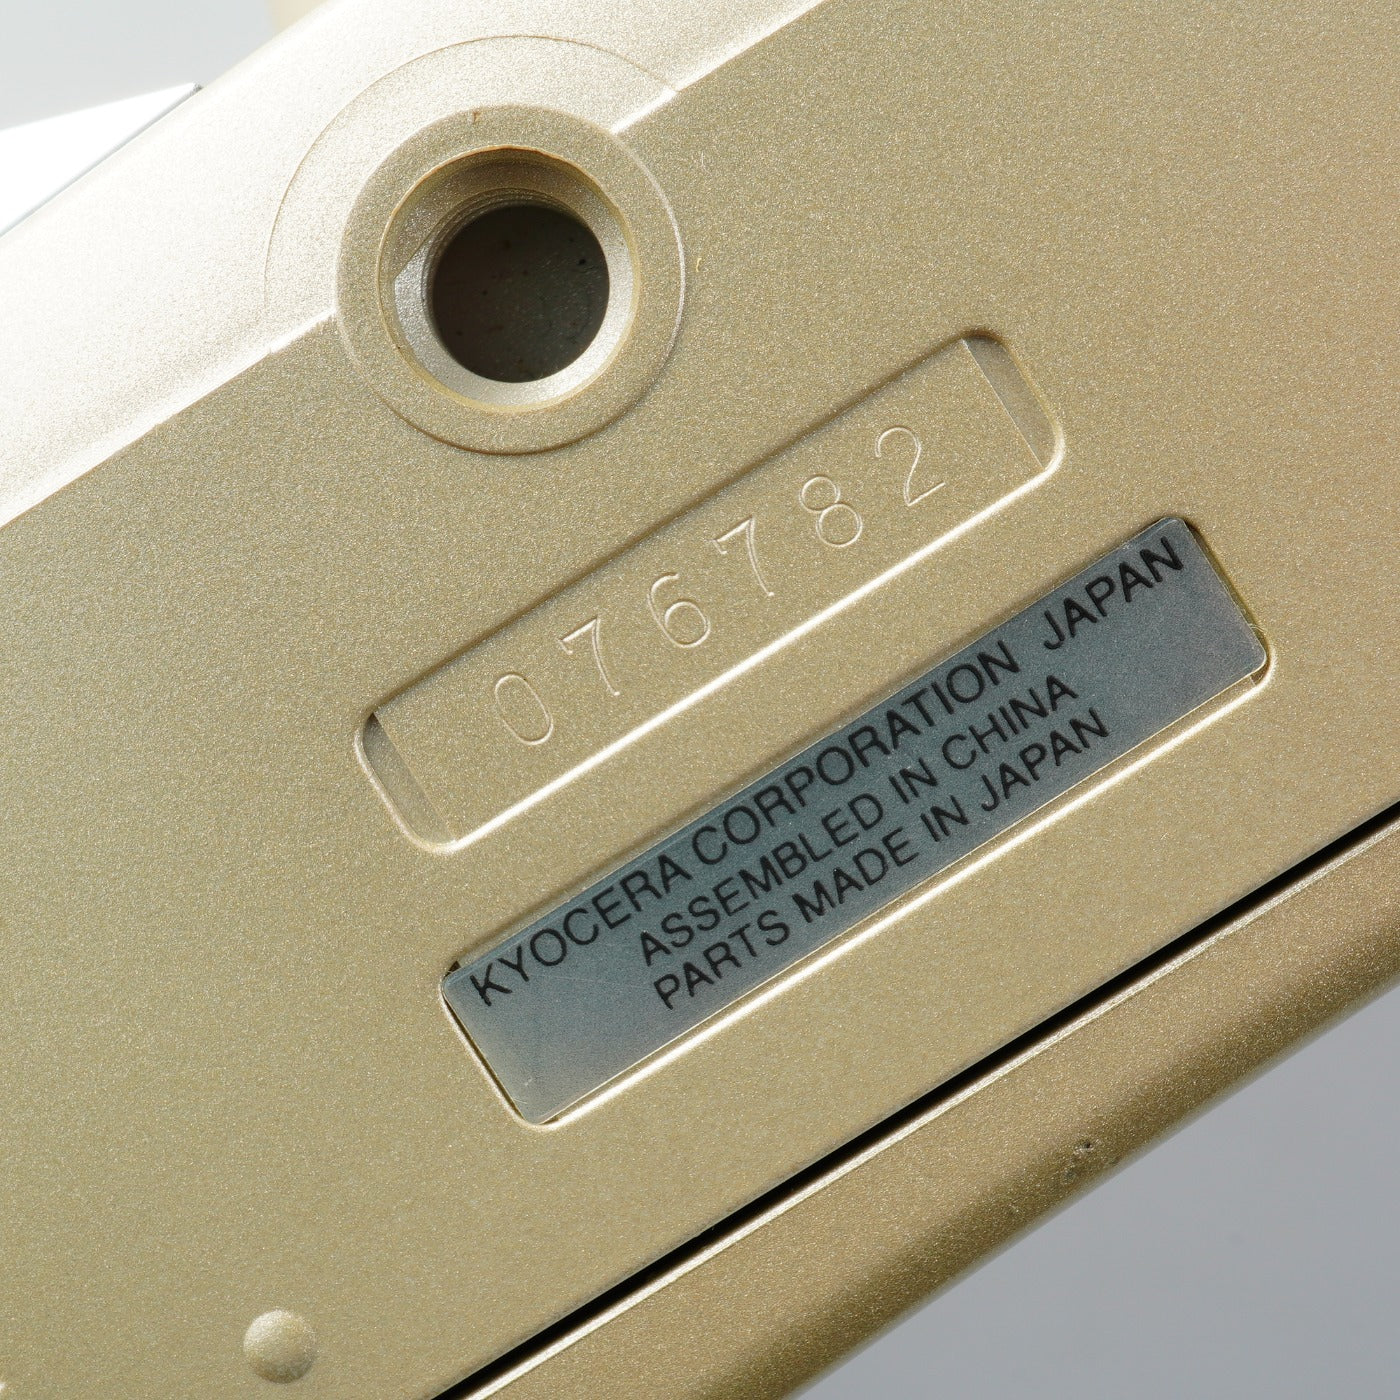 076782
KYOCERA CORPORATION JAPAN
ASSEMBLED IN CHINA
PARTS MADE IN JAPAN